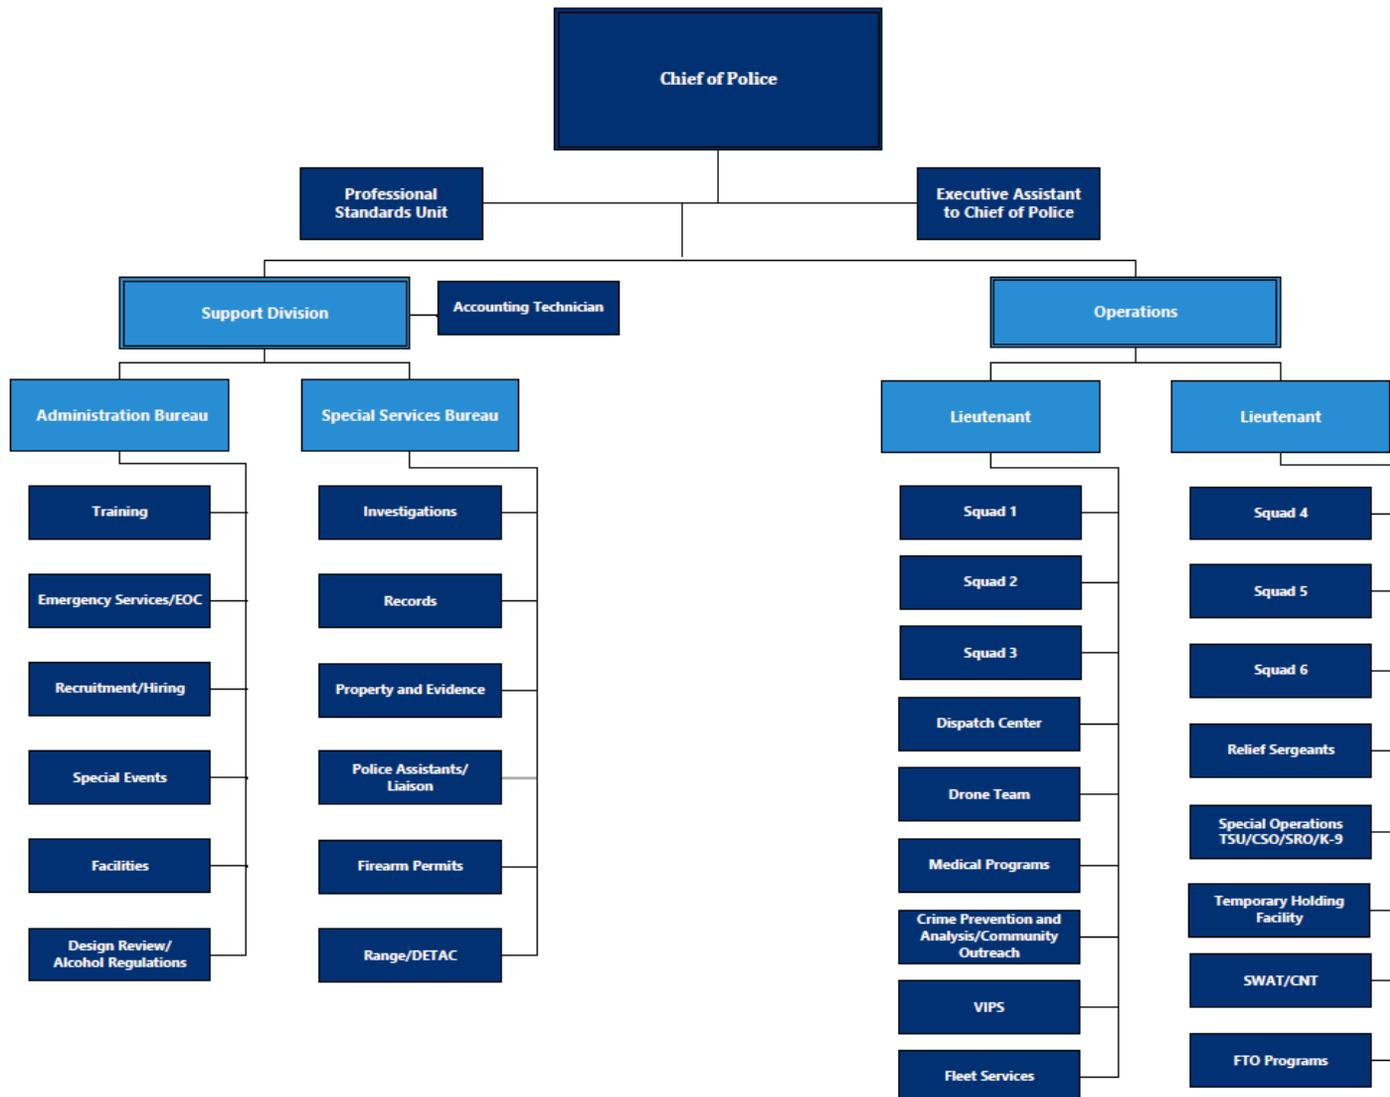 Chief of Police
Professional
Standards Unit
Executive Assistant
to Chief of Police
Support Division
Accounting Technician
Operations
Administration Bureau
Special Services Bureau
Lieutenant
Lieutenant
Training
Emergency Services/EOC
Recruitment/Hiring
Special Events
Facilities
Design Review/
Alcohol Regulations
Investigations
Records
Property and Evidence
Police Assistants/
Liaison
Firearm Permits
Range/DETAC
Squad 1
Squad 2
Squad 3
Dispatch Center
Drone Team
Medical Programs
Crime Prevention and
Analysis/Community
Outreach
VIPS
Fleet Services
Squad 4
Squad 5
Squad 6
Relief Sergeants
Special Operations
TSU/CSO/SRO/K-9
Temporary Holding
Facility
SWAT/CNT
FTO Programs